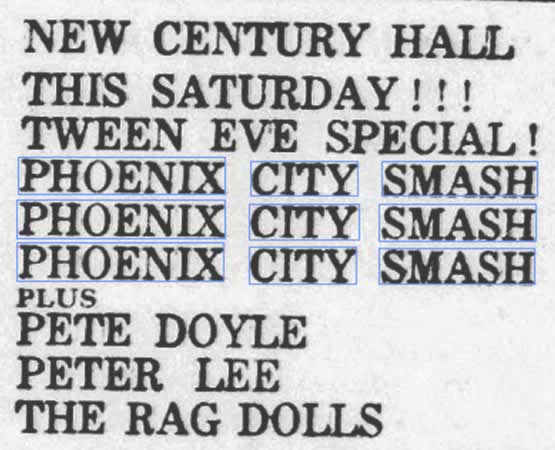 NEW CENTURY HALL
THIS SATURDAY!!!
TWEEN EVE SPECIAL!
PHOENIX CITY SMASH
PHOENIX CITY SMASH
PHOENIX CITY SMASH
PLUS
PETE DOYLE
PETER LEE
THE RAG DOLLS